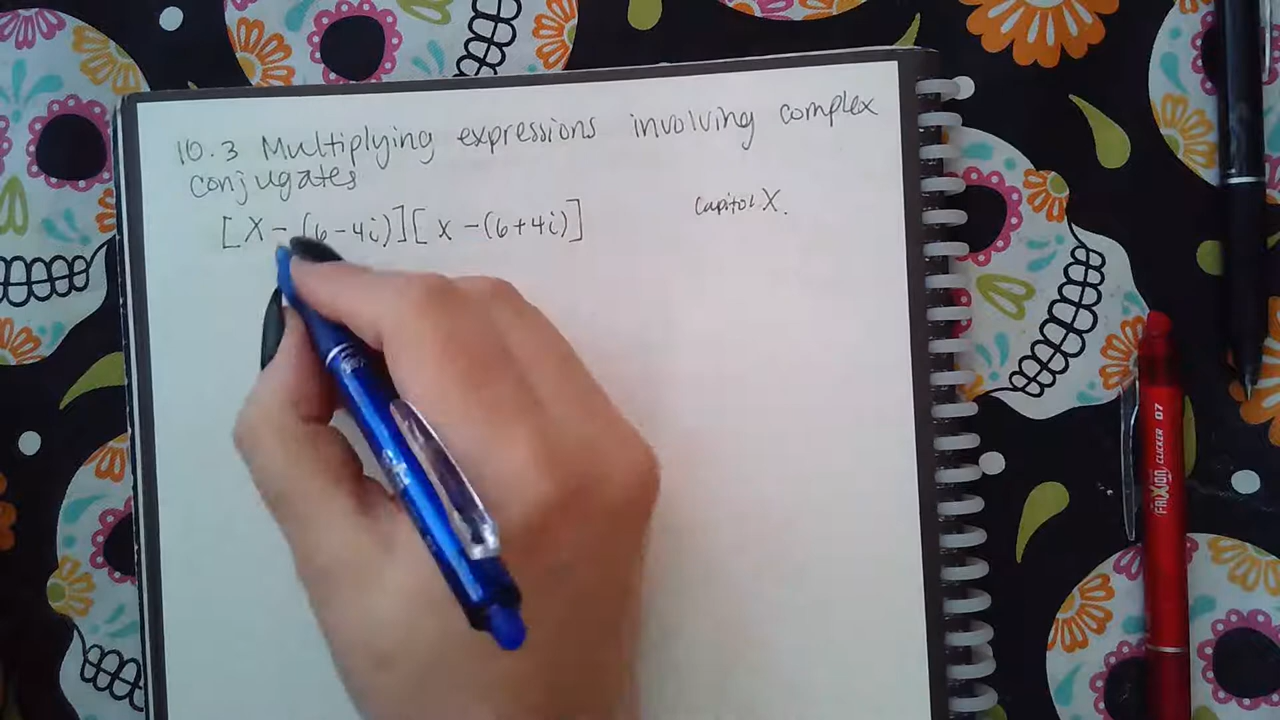 10.3 Multiplying expressions involving complex
conjugates
[X-(6-4i)][x-(6+4i)]
capitol X.
FRIXION CLICKER 07